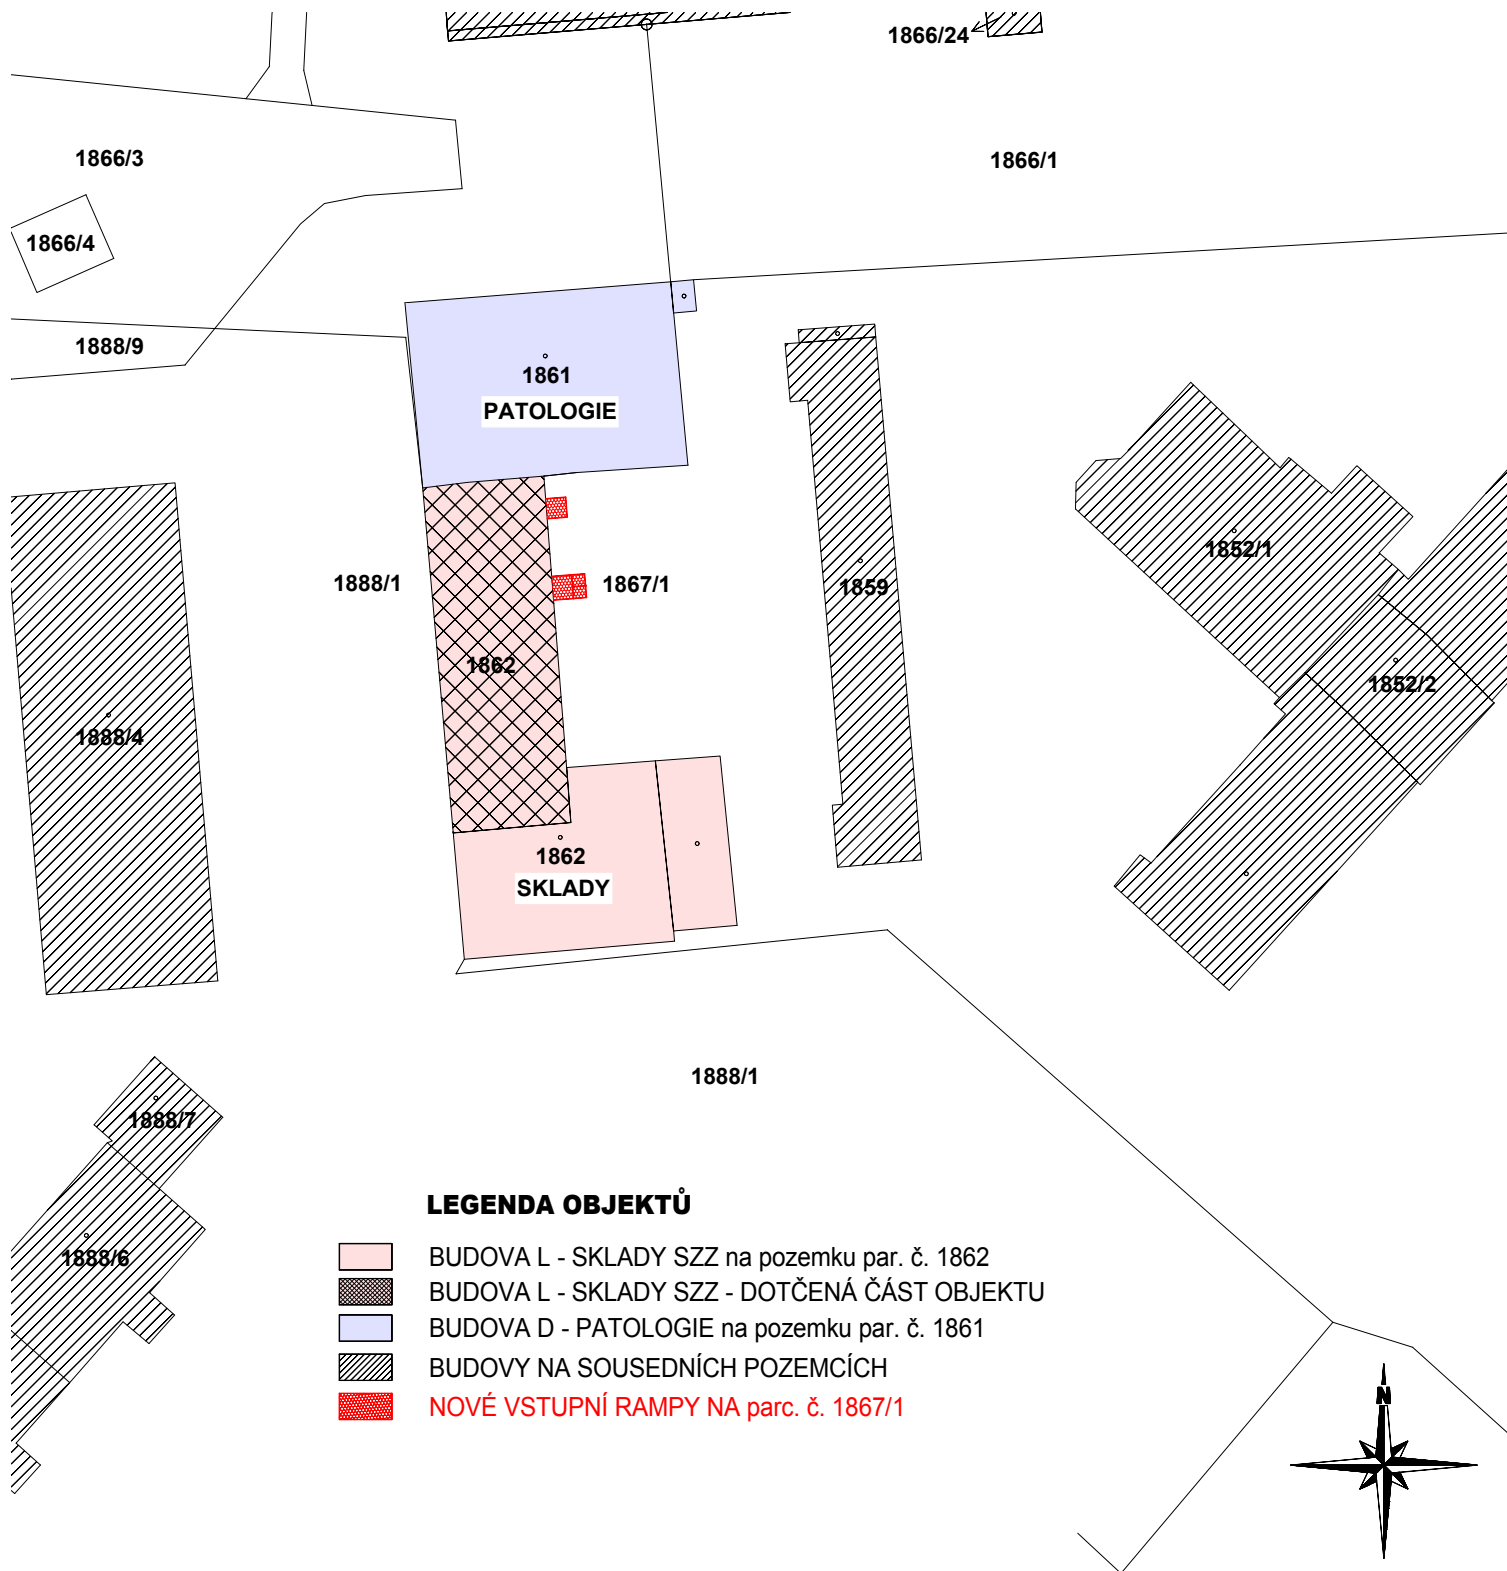 1866/24
1866/3
1866/1
1866/4
1888/9
1861
PATOLOGIE
1852/1
1888/1
1867/1
1859
1862
1852/2
1888/4
1862
SKLADY
1888/1
1888/7
1888/6
LEGENDA OBJEKTŮ
BUDOVA L - SKLADY SZZ na pozemku par. č. 1862
BUDOVA L - SKLADY SZZ - DOTČENÁ ČÁST OBJEKTU
BUDOVA D - PATOLOGIE na pozemku par. č. 1861
BUDOVY NA SOUSEDNÍCH POZEMCÍCH
NOVÉ VSTUPNÍ RAMPY NA parc. č. 1867/1
N